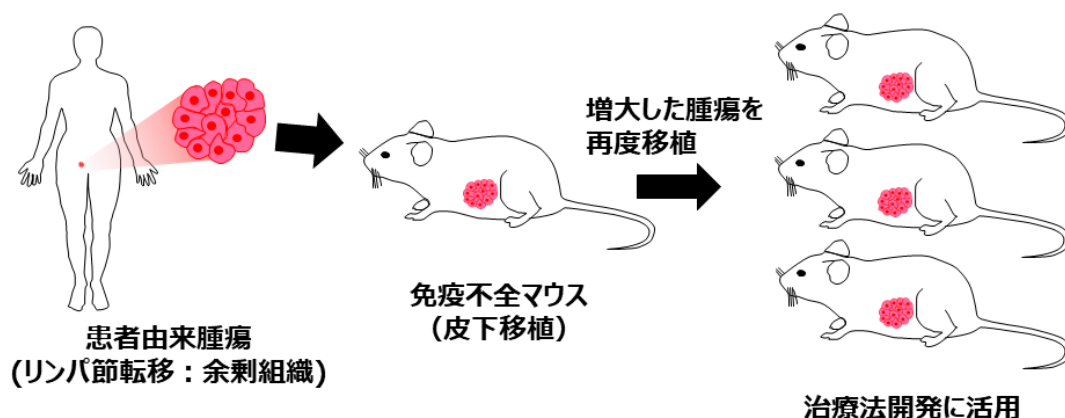 患者由来腫瘍
(リンパ節転移：余剰組織)
免疫不全マウス
(皮下移植)
増大した腫瘍を
再度移植
治療法開発に活用